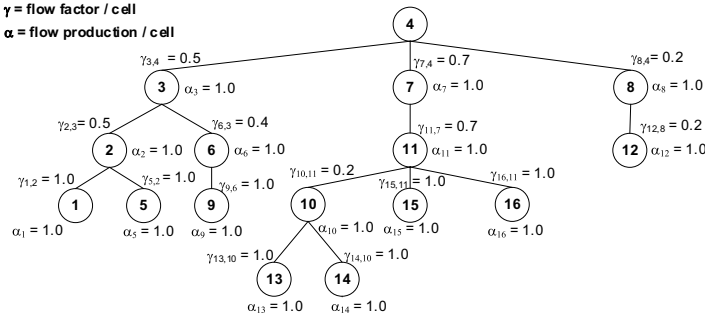 γ = flow factor / cell
α = flow production / cell
4
γ3,4 = 0.5
γ7,4 = 0.7
γ8,4= 0.2
3
α3 = 1.0
7
α7 = 1.0
8
α8 = 1.0
γ2,3= 0.5
γ6,3 = 0.4
γ11,7 = 0.7
γ12,8 = 0.2
2
α2 = 1.0
6
α6 = 1.0
11
α11 = 1.0
12
α12 = 1.0
γ1,2 = 1.0
γ5,2 = 1.0
γ9,6 = 1.0
γ10,11 = 0.2
γ15,11 = 1.0
γ16,11 = 1.0
1
5
9
10
15
16
α1 = 1.0
α5 = 1.0
α9 = 1.0
α10 = 1.0
α15 = 1.0
α16 = 1.0
γ13,10 = 1.0
γ14,10 = 1.0
13
14
α13 = 1.0
α14 = 1.0